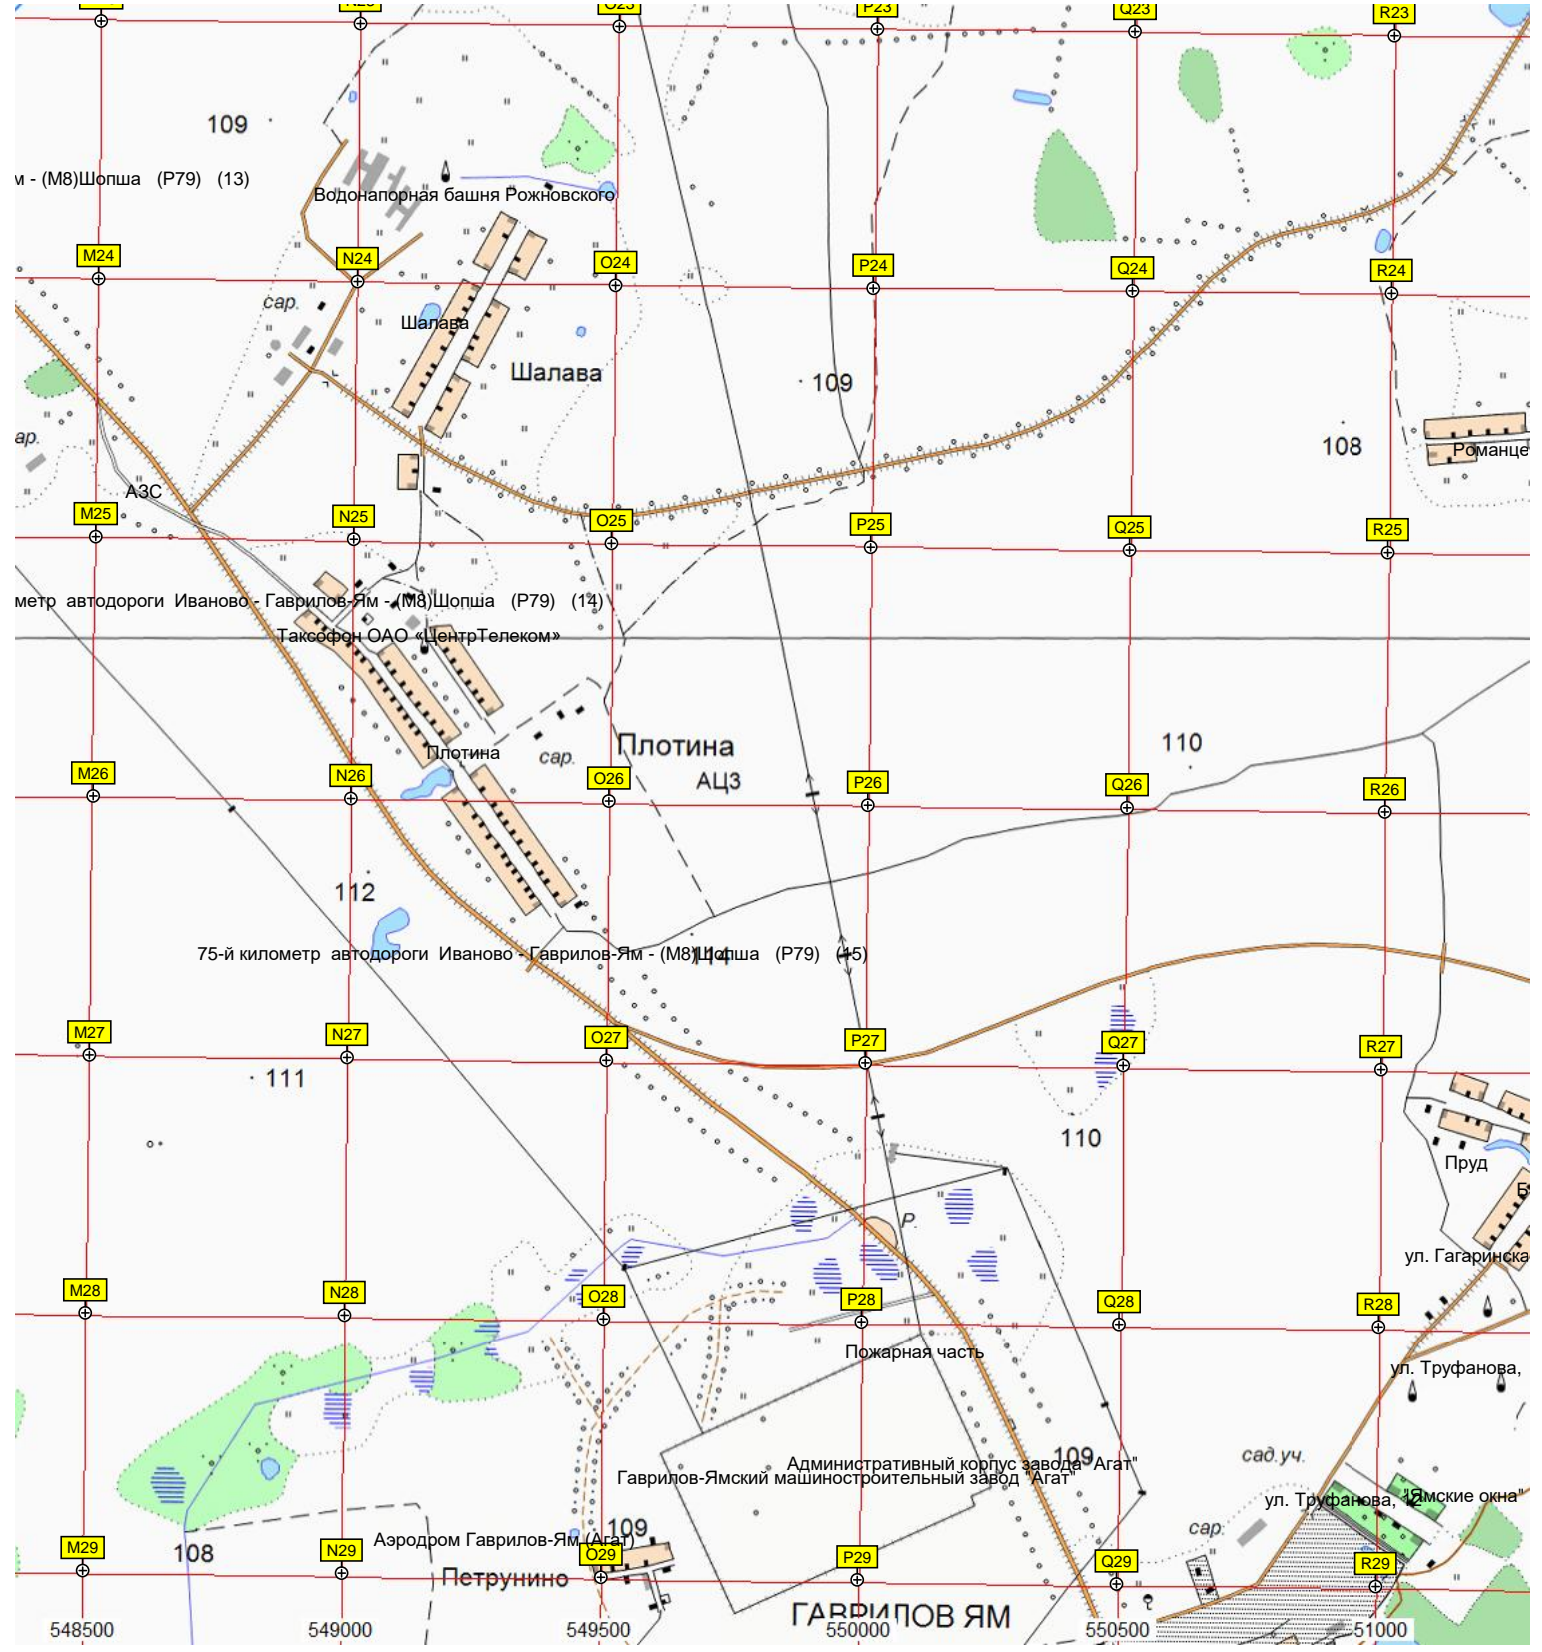 P23
Q23
R23
109
м - (М8)Шопша (Р79) (13)
Водонапорная башня Рожновского
M24
N24
O24
P24
Q24
R24
сар.
Шалава
Шалава
109
108
Романце
ар.
АЗС
M25
N25
O25
P25
Q25
R25
метр автодороги Иваново - Гаврилов-Ям - (М8)Шопша (Р79) (14)
Таксофон ОАО «ЦентрТелеком»
Плотина
сар.
Плотина
АЦЗ
110
M26
N26
O26
P26
Q26
R26
112
75-й километр автодороги Иваново - Гаврилов-Ям - (М8)Шопша (Р79) (15)
114
M27
N27
O27
P27
Q27
R27
111
110
Пруд
Б
Р.
ул. Гагаринска
M28
N28
O28
P28
Q28
R28
Пожарная часть
ул. Труфанова,
109
сад.уч.
Административный корпус завода "Агат"
Гаврилов-Ямский машиностроительный завод "Агат"
ул. Труфанова, 12
"Ямские окна"
сар.
109
Аэродром Гаврилов-Ям (Агат)
108
M29
N29
O29
P29
Q29
R29
Петрунино
ГАВРИЛОВ ЯМ
548500
549000
549500
550000
550500
51000